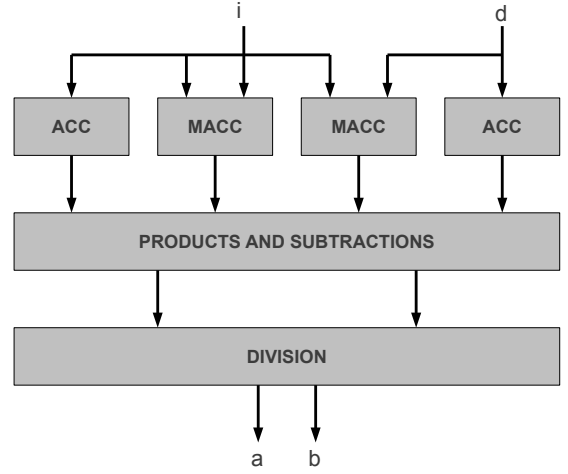 i d
ACC MACC MACC ACC
PRODUCTS AND SUBTRACTIONS
DIVISION
a b